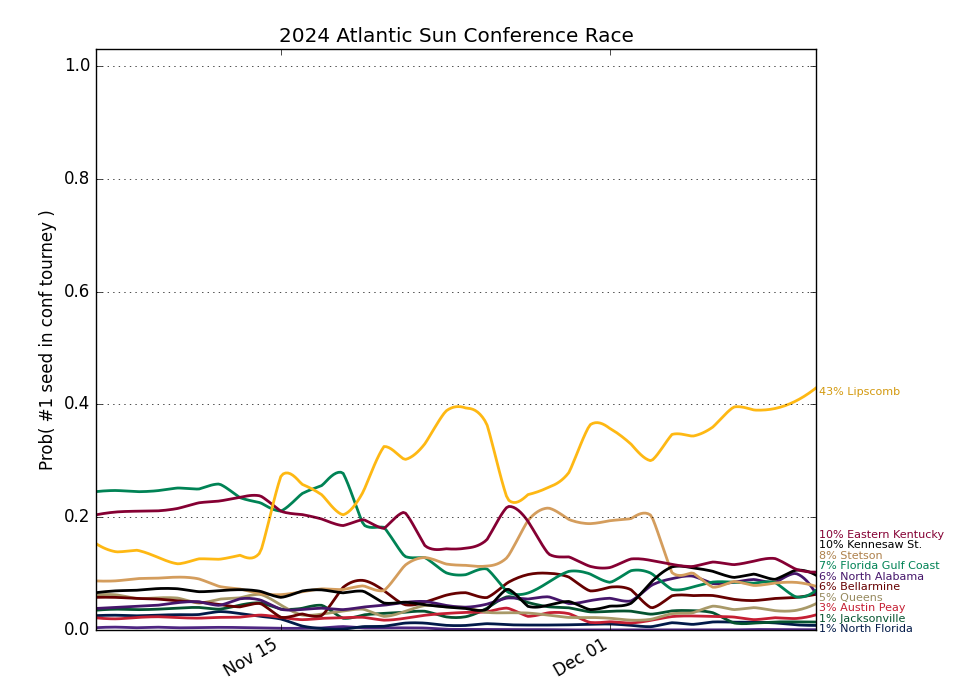 2024 Atlantic Sun Conference Race
Prob( #1 seed in conf tourney )
1.0
0.8
0.6
0.4
0.2
0.0
Nov 15
Dec 01
43% Lipscomb
10% Eastern Kentucky
10% Kennesaw St.
8% Stetson
7% Florida Gulf Coast
6% North Alabama
6% Bellarmine
5% Queens
3% Austin Peay
1% Jacksonville
1% North Florida